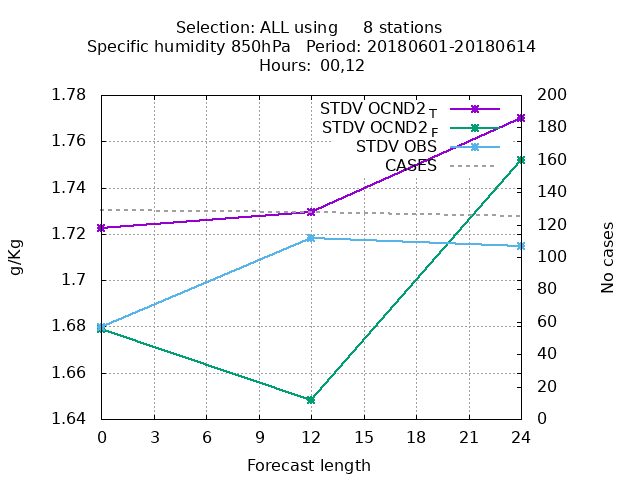 Selection: ALL using     8 stations
Specific humidity 850hPa   Period: 20180601-20180614
Hours:  00,12
1.78
1.76
1.74
1.72
1.7
1.68
1.66
1.64
g/Kg
STDV OCND2 T
STDV OCND2 F
STDV OBS
CASES
200
180
160
140
120
100
80
60
40
20
0
No cases
0 3 6 9 12 15 18 21 24
Forecast length